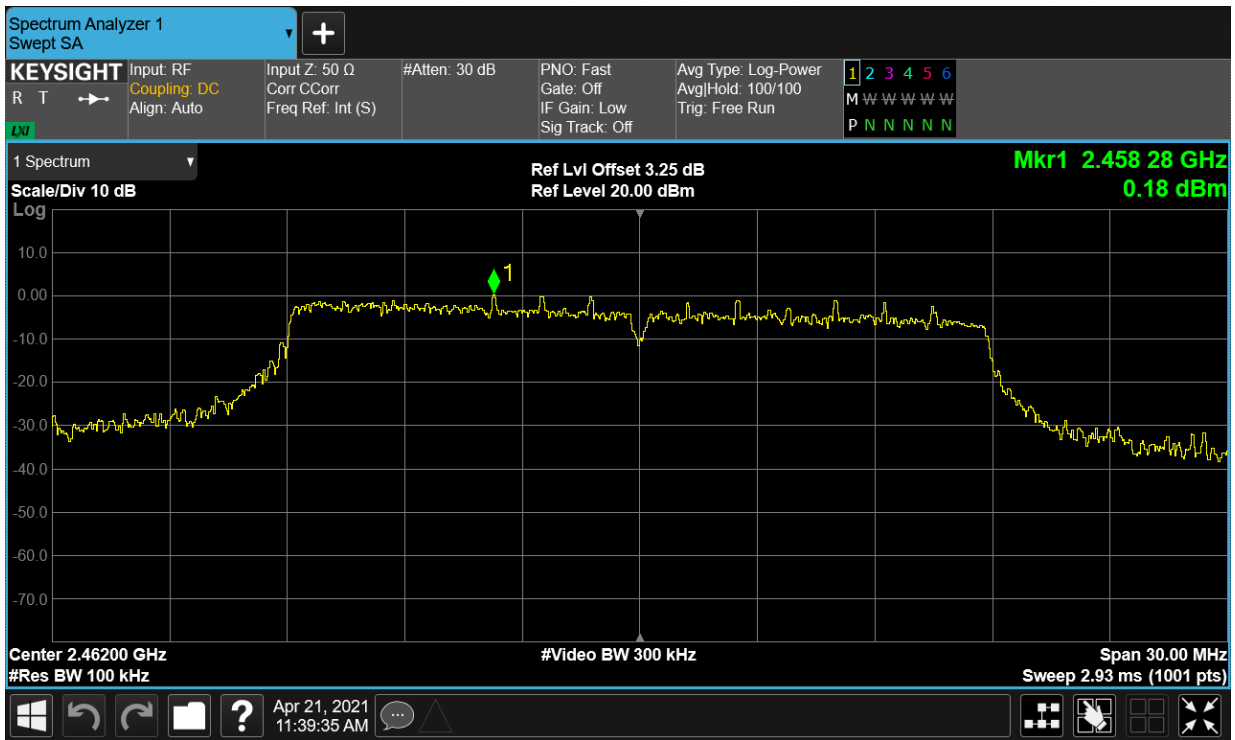 Spectrum Analyzer 1
Swept SA
+
KEYSIGHT
R T
LXI
Input: RF
Coupling: DC
Align: Auto
Input Z: 50 Ω
Corr CCorr
Freq Ref: Int (S)
#Atten: 30 dB
PNO: Fast
Gate: Off
IF Gain: Low
Sig Track: Off
Avg Type: Log-Power
Avg|Hold: 100/100
Trig: Free Run
1 2 3 4 5 6
M W W W W W
P N N N N N
1 Spectrum
Scale/Div 10 dB
Ref Lvl Offset 3.25 dB
Ref Level 20.00 dBm
Mkr1 2.458 28 GHz
0.18 dBm
Log
10.0
0.00
-10.0
-20.0
-30.0
-40.0
-50.0
-60.0
-70.0
1
Center 2.46200 GHz
#Res BW 100 kHz
#Video BW 300 kHz
Span 30.00 MHz
Sweep 2.93 ms (1001 pts)
?
Apr 21, 2021
11:39:35 AM